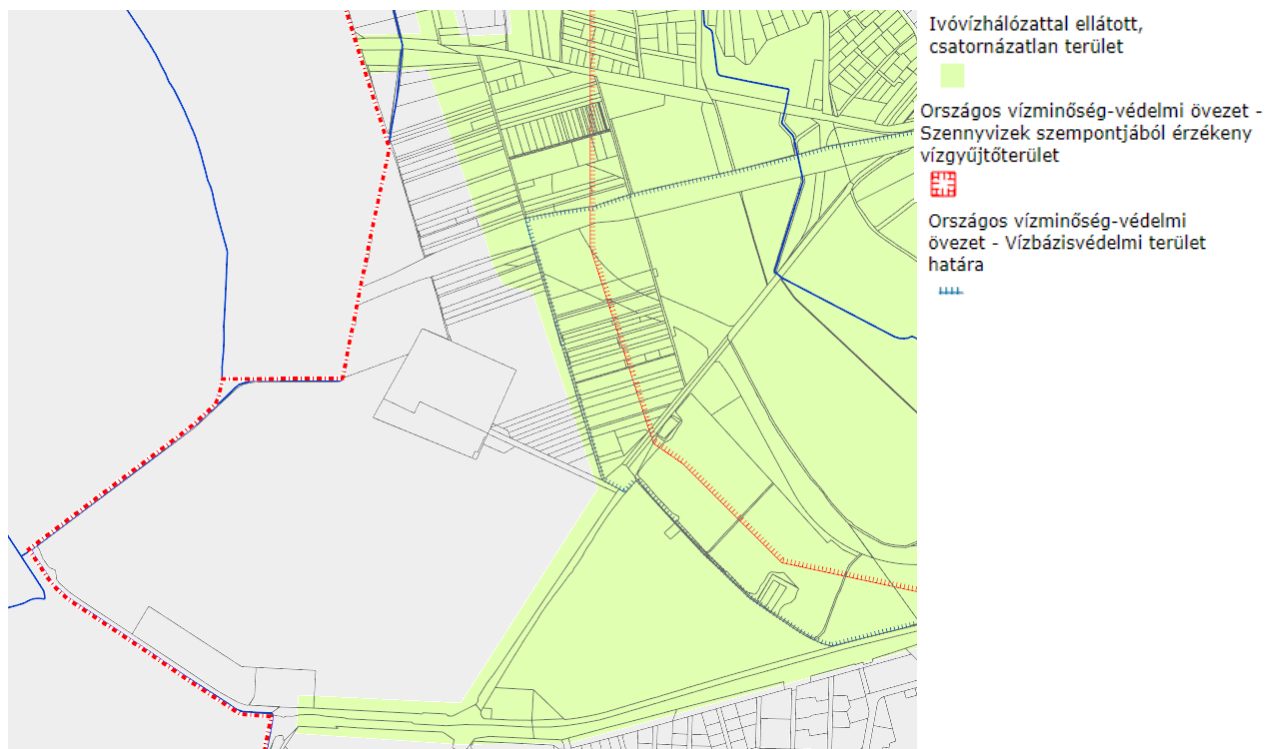 Ivóvízhálózattal ellátott,
csatornázatlan terület
Országos vízminőség-védelmi övezet -
Szennyvizek szempontjából érzékeny
vízgyűjtőterület
Országos vízminőség-védelmi
övezet - Vízbázisvédelmi terület
határa